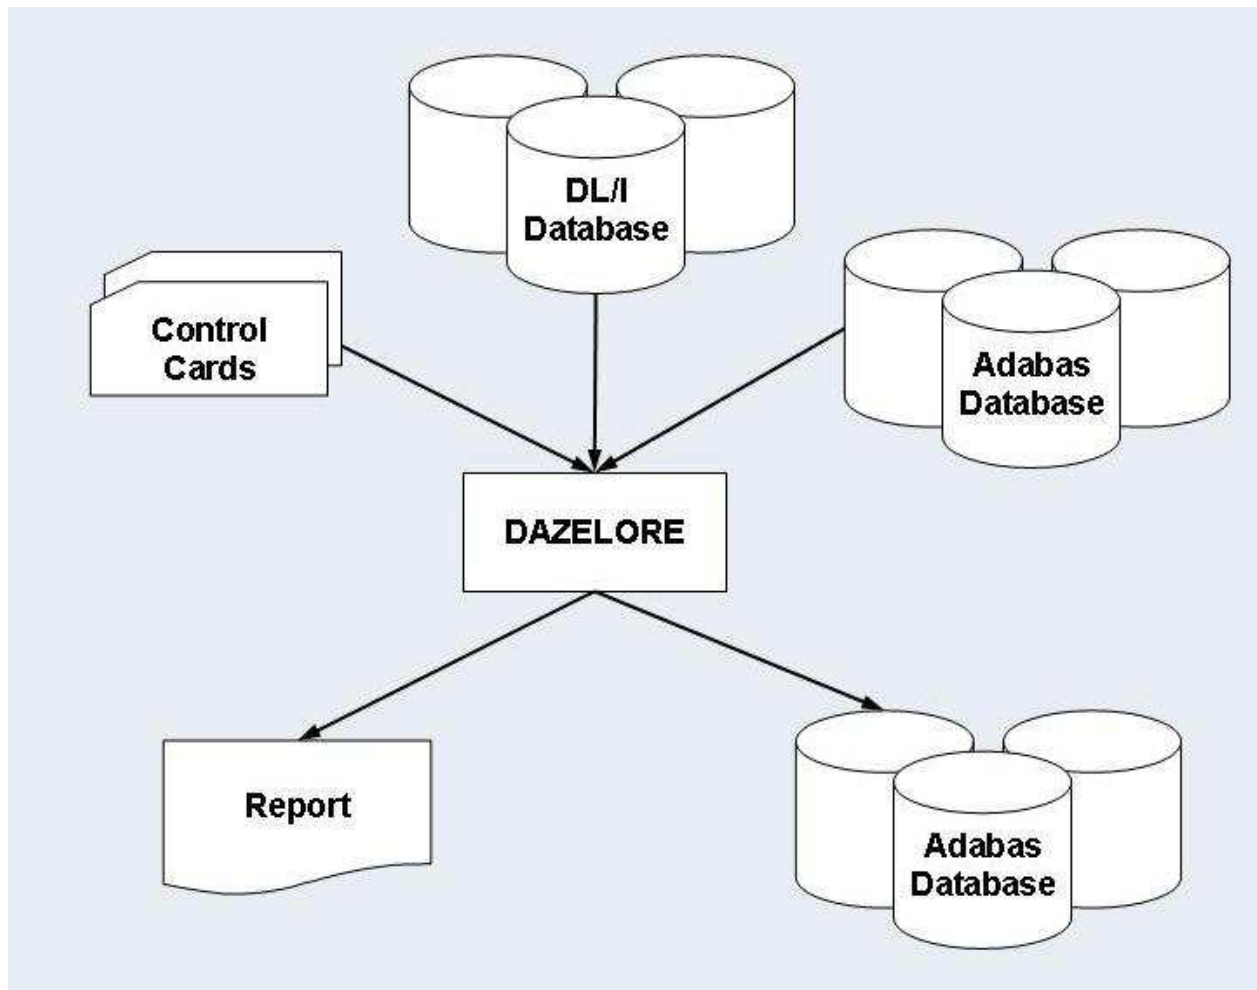 DL/I
Database
Control
Cards
Adabas
Database
DAZELORE
Report
Adabas
Database